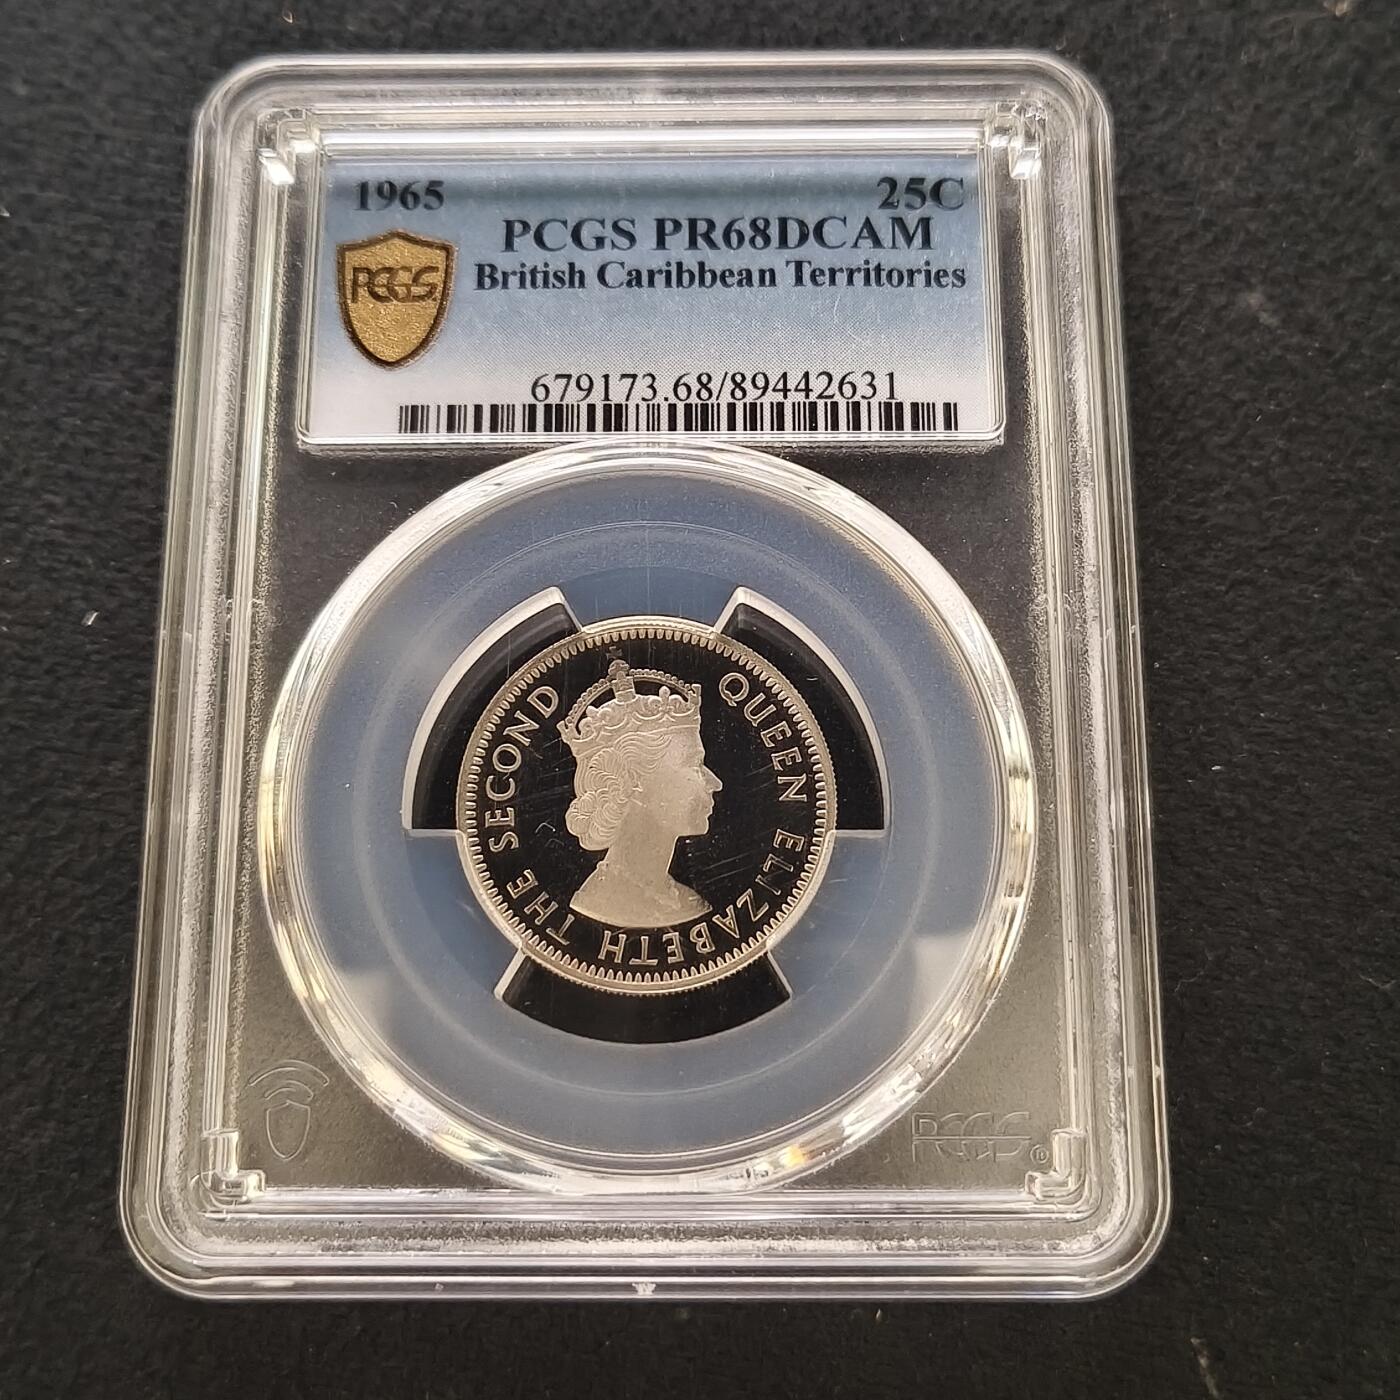 1965 25C
PCGS PR68DCAM
British Caribbean Territories
PCGS
679173.68/89442631
QUEEN ELIZABETH THE SECOND
PCGS